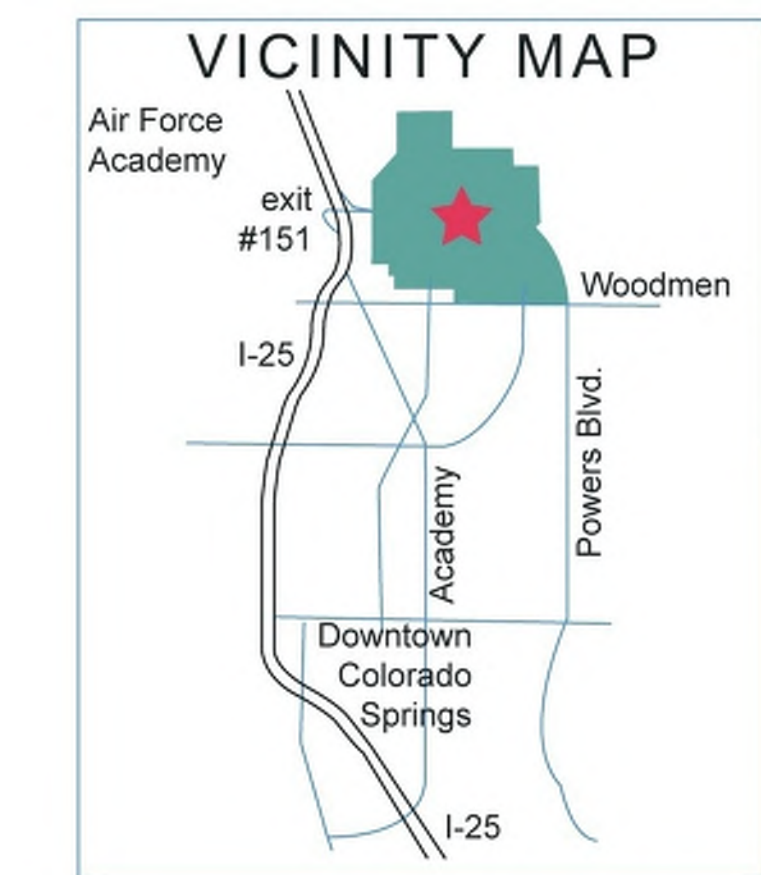 VICINITY MAP
Air Force
Academy
exit
#151
Woodmen
I-25
Powers Blvd.
Academy
Downtown
Colorado
Springs
I-25